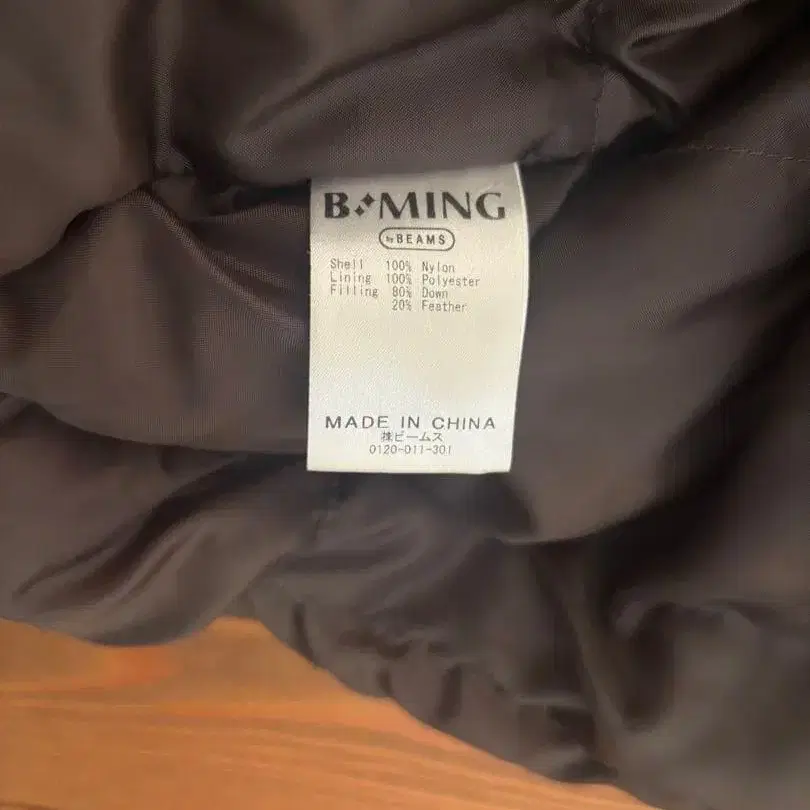 B MING
by BEAMS
Shell 100% Nylon
Lining 100% Polyester
Filling 80% Down
20% Feather
MADE IN CHINA
㈱ビームス
0120-011-301